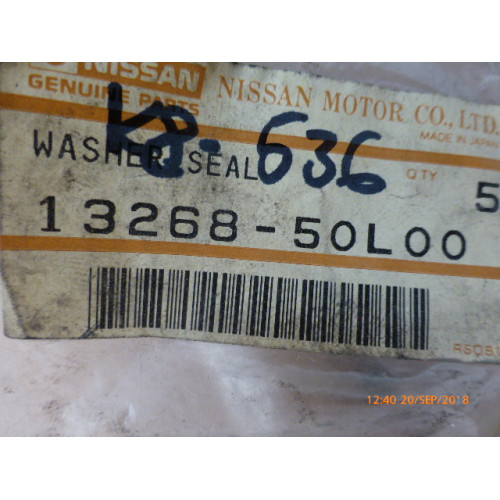 NISSAN
GENUINE PARTS
NISSAN MOTOR CO., LTD.
MADE IN JAPAN
K8-636
WASHER SEAL
QTY
5
13268-50L00
12:40 20/SEP/2018